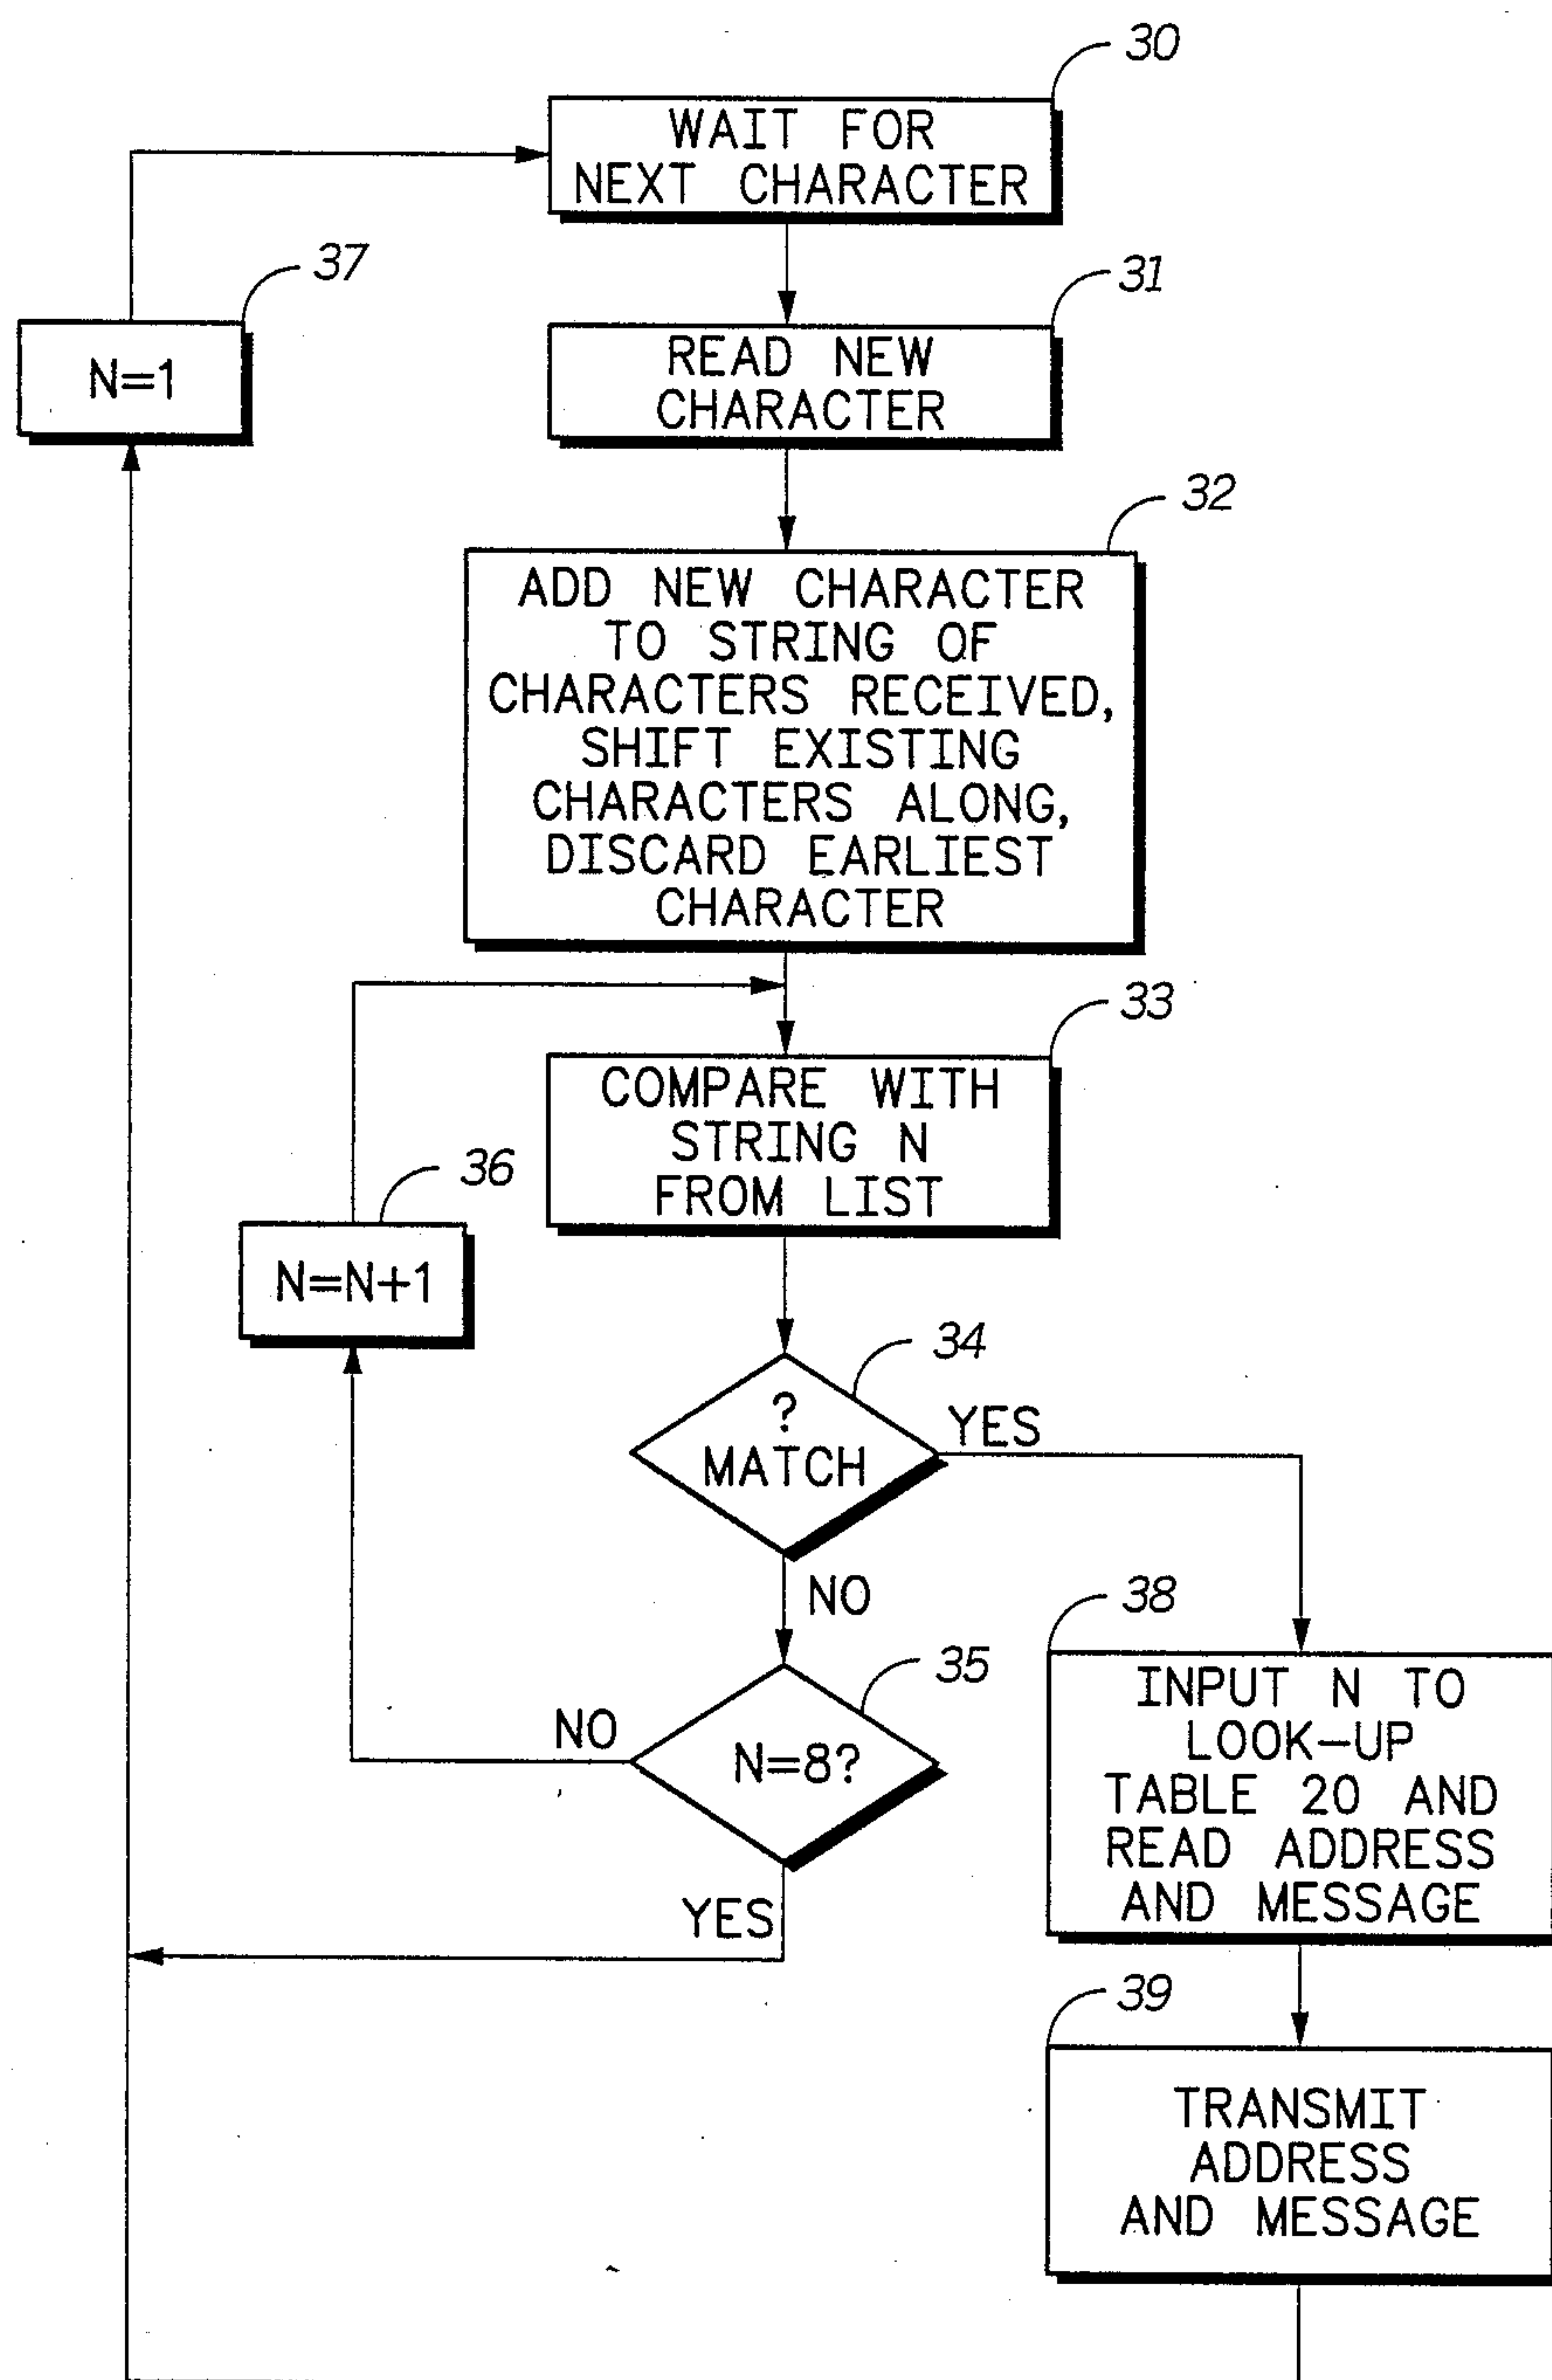 30
WAIT FOR
NEXT CHARACTER
37
31
N=1
READ NEW
CHARACTER
32
ADD NEW CHARACTER
TO STRING OF
CHARACTERS RECEIVED,
SHIFT EXISTING
CHARACTERS ALONG,
DISCARD EARLIEST
CHARACTER
33
COMPARE WITH
STRING N
FROM LIST
36
N=N+1
34
?
MATCH
YES
NO
38
35
NO
N=8?
YES
INPUT N TO
LOOK-UP
TABLE 20 AND
READ ADDRESS
AND MESSAGE
39
TRANSMIT
ADDRESS
AND MESSAGE